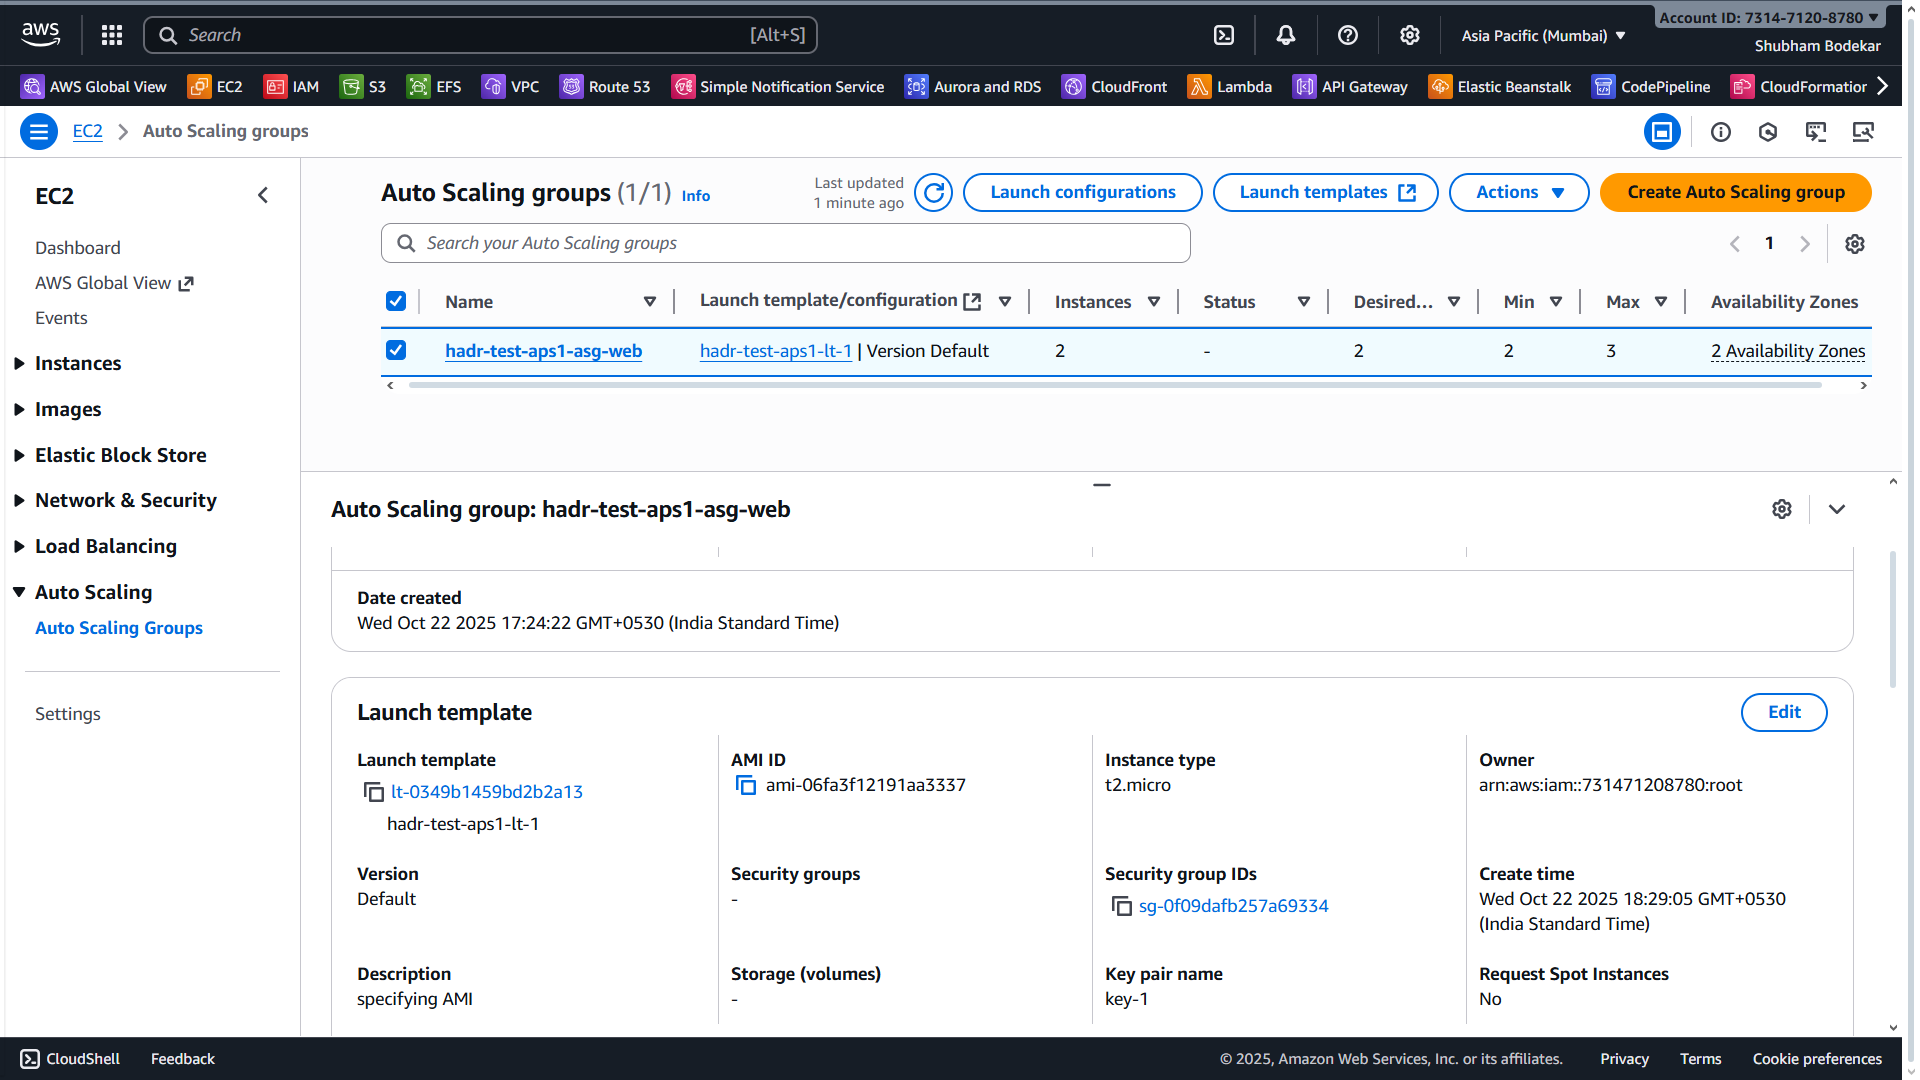 aws
Search
[Alt+S]
Asia Pacific (Mumbai)
Account ID: 7314-7120-8780
Shubham Bodekar
AWS Global View
EC2
IAM
S3
EFS
VPC
Route 53
Simple Notification Service
Aurora and RDS
CloudFront
Lambda
API Gateway
Elastic Beanstalk
CodePipeline
CloudFormation
EC2
Auto Scaling groups
EC2
Dashboard
AWS Global View
Events
Instances
Images
Elastic Block Store
Network & Security
Load Balancing
Auto Scaling
Auto Scaling Groups
Settings
Auto Scaling groups (1/1) Info
Last updated
1 minute ago
Launch configurations
Launch templates
Actions
Create Auto Scaling group
Search your Auto Scaling groups
1
Name
Launch template/configuration
Instances
Status
Desired...
Min
Max
Availability Zones
hadr-test-aps1-asg-web
hadr-test-aps1-lt-1 | Version Default
2
-
2
2
3
2 Availability Zones
Auto Scaling group: hadr-test-aps1-asg-web
Date created
Wed Oct 22 2025 17:24:22 GMT+0530 (India Standard Time)
Launch template
Edit
Launch template
lt-0349b1459bd2b2a13
hadr-test-aps1-lt-1
AMI ID
ami-06fa3f12191aa3337
Instance type
t2.micro
Owner
arn:aws:iam::731471208780:root
Version
Default
Security groups
-
Security group IDs
sg-0f09dafb257a69334
Create time
Wed Oct 22 2025 18:29:05 GMT+0530
(India Standard Time)
Description
specifying AMI
Storage (volumes)
-
Key pair name
key-1
Request Spot Instances
No
CloudShell
Feedback
© 2025, Amazon Web Services, Inc. or its affiliates.
Privacy
Terms
Cookie preferences